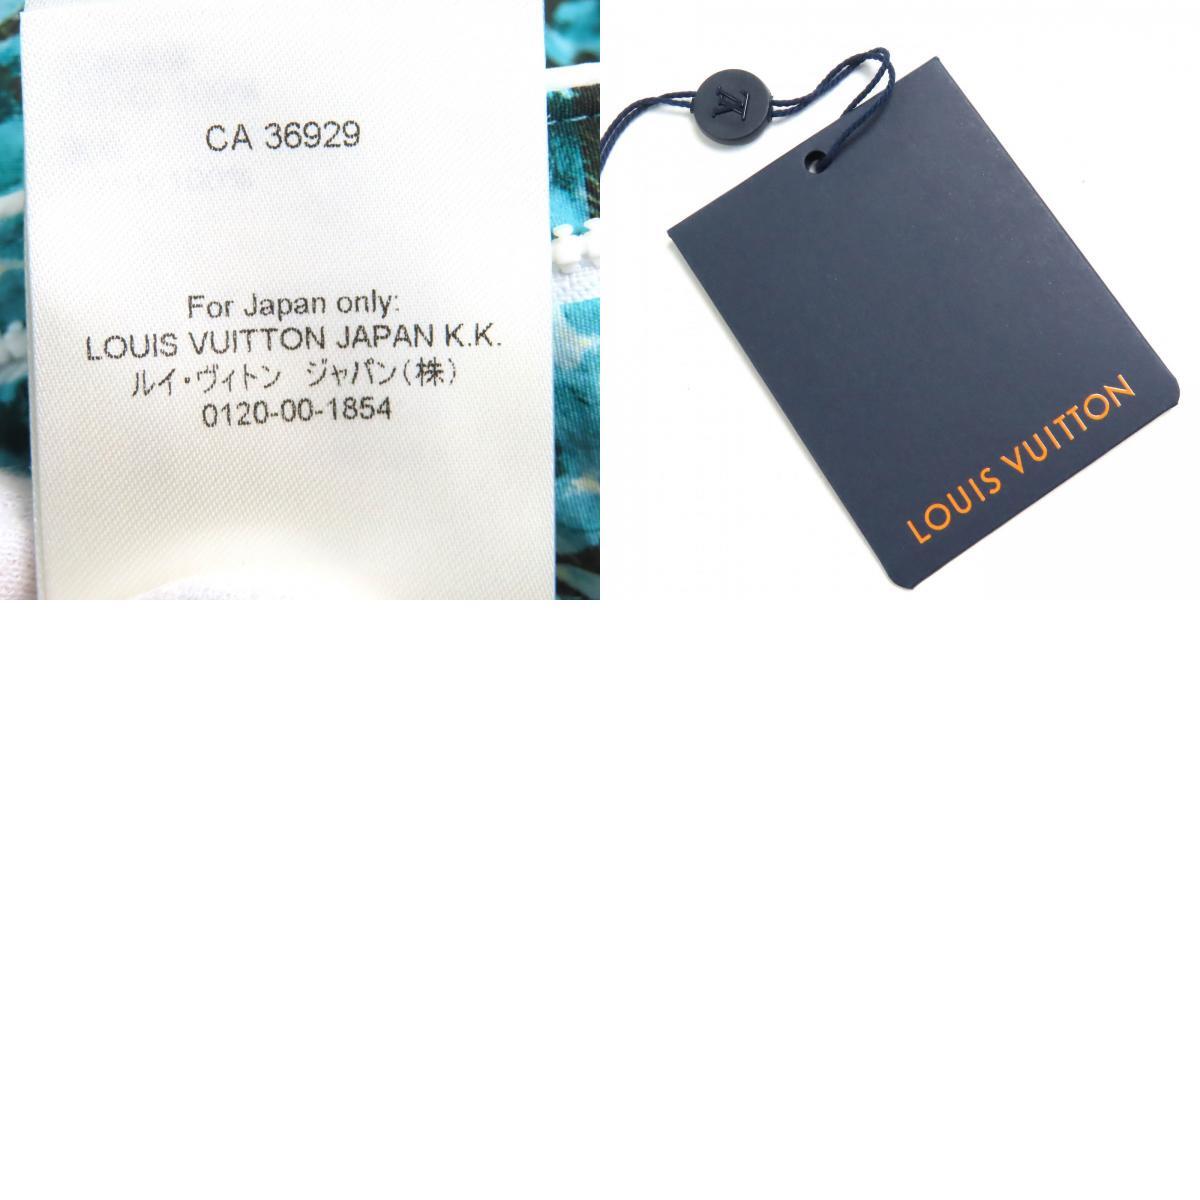 CA 36929
For Japan only:
LOUIS VUITTON JAPAN K.K.
ルイ・ヴィトン ジャパン(株)
0120-00-1854
LV
LOUIS VUITTON